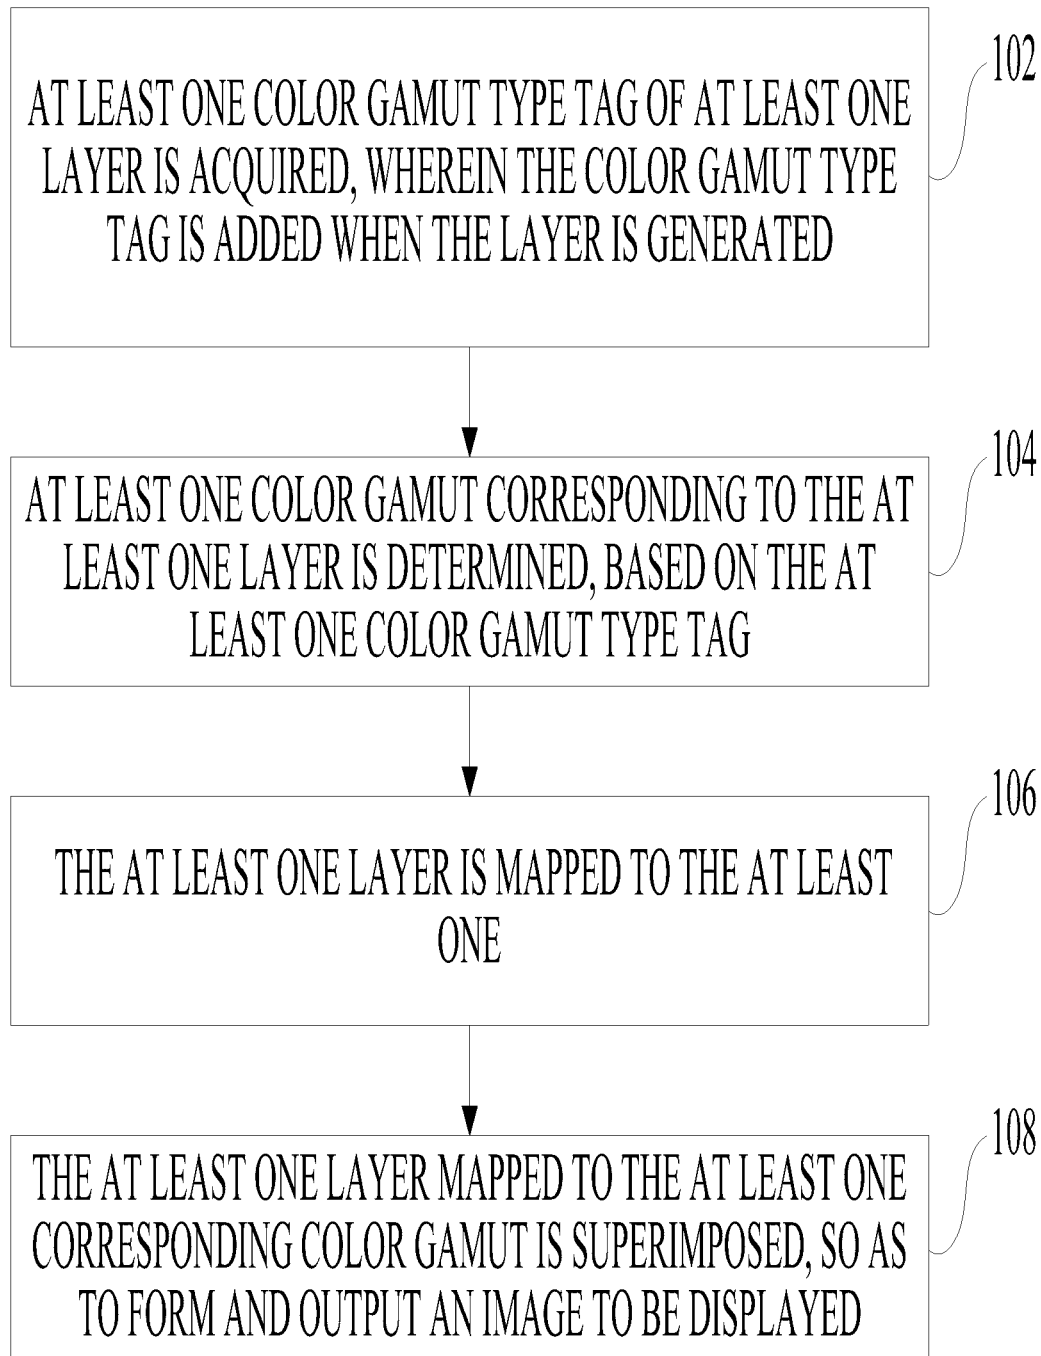 AT LEAST ONE COLOR GAMUT TYPE TAG OF AT LEAST ONE
LAYER IS ACQUIRED, WHEREIN THE COLOR GAMUT TYPE
TAG IS ADDED WHEN THE LAYER IS GENERATED
102
AT LEAST ONE COLOR GAMUT CORRESPONDING TO THE AT
LEAST ONE LAYER IS DETERMINED, BASED ON THE AT
LEAST ONE COLOR GAMUT TYPE TAG
104
THE AT LEAST ONE LAYER IS MAPPED TO THE AT LEAST
ONE
106
THE AT LEAST ONE LAYER MAPPED TO THE AT LEAST ONE
CORRESPONDING COLOR GAMUT IS SUPERIMPOSED, SO AS
TO FORM AND OUTPUT AN IMAGE TO BE DISPLAYED
108